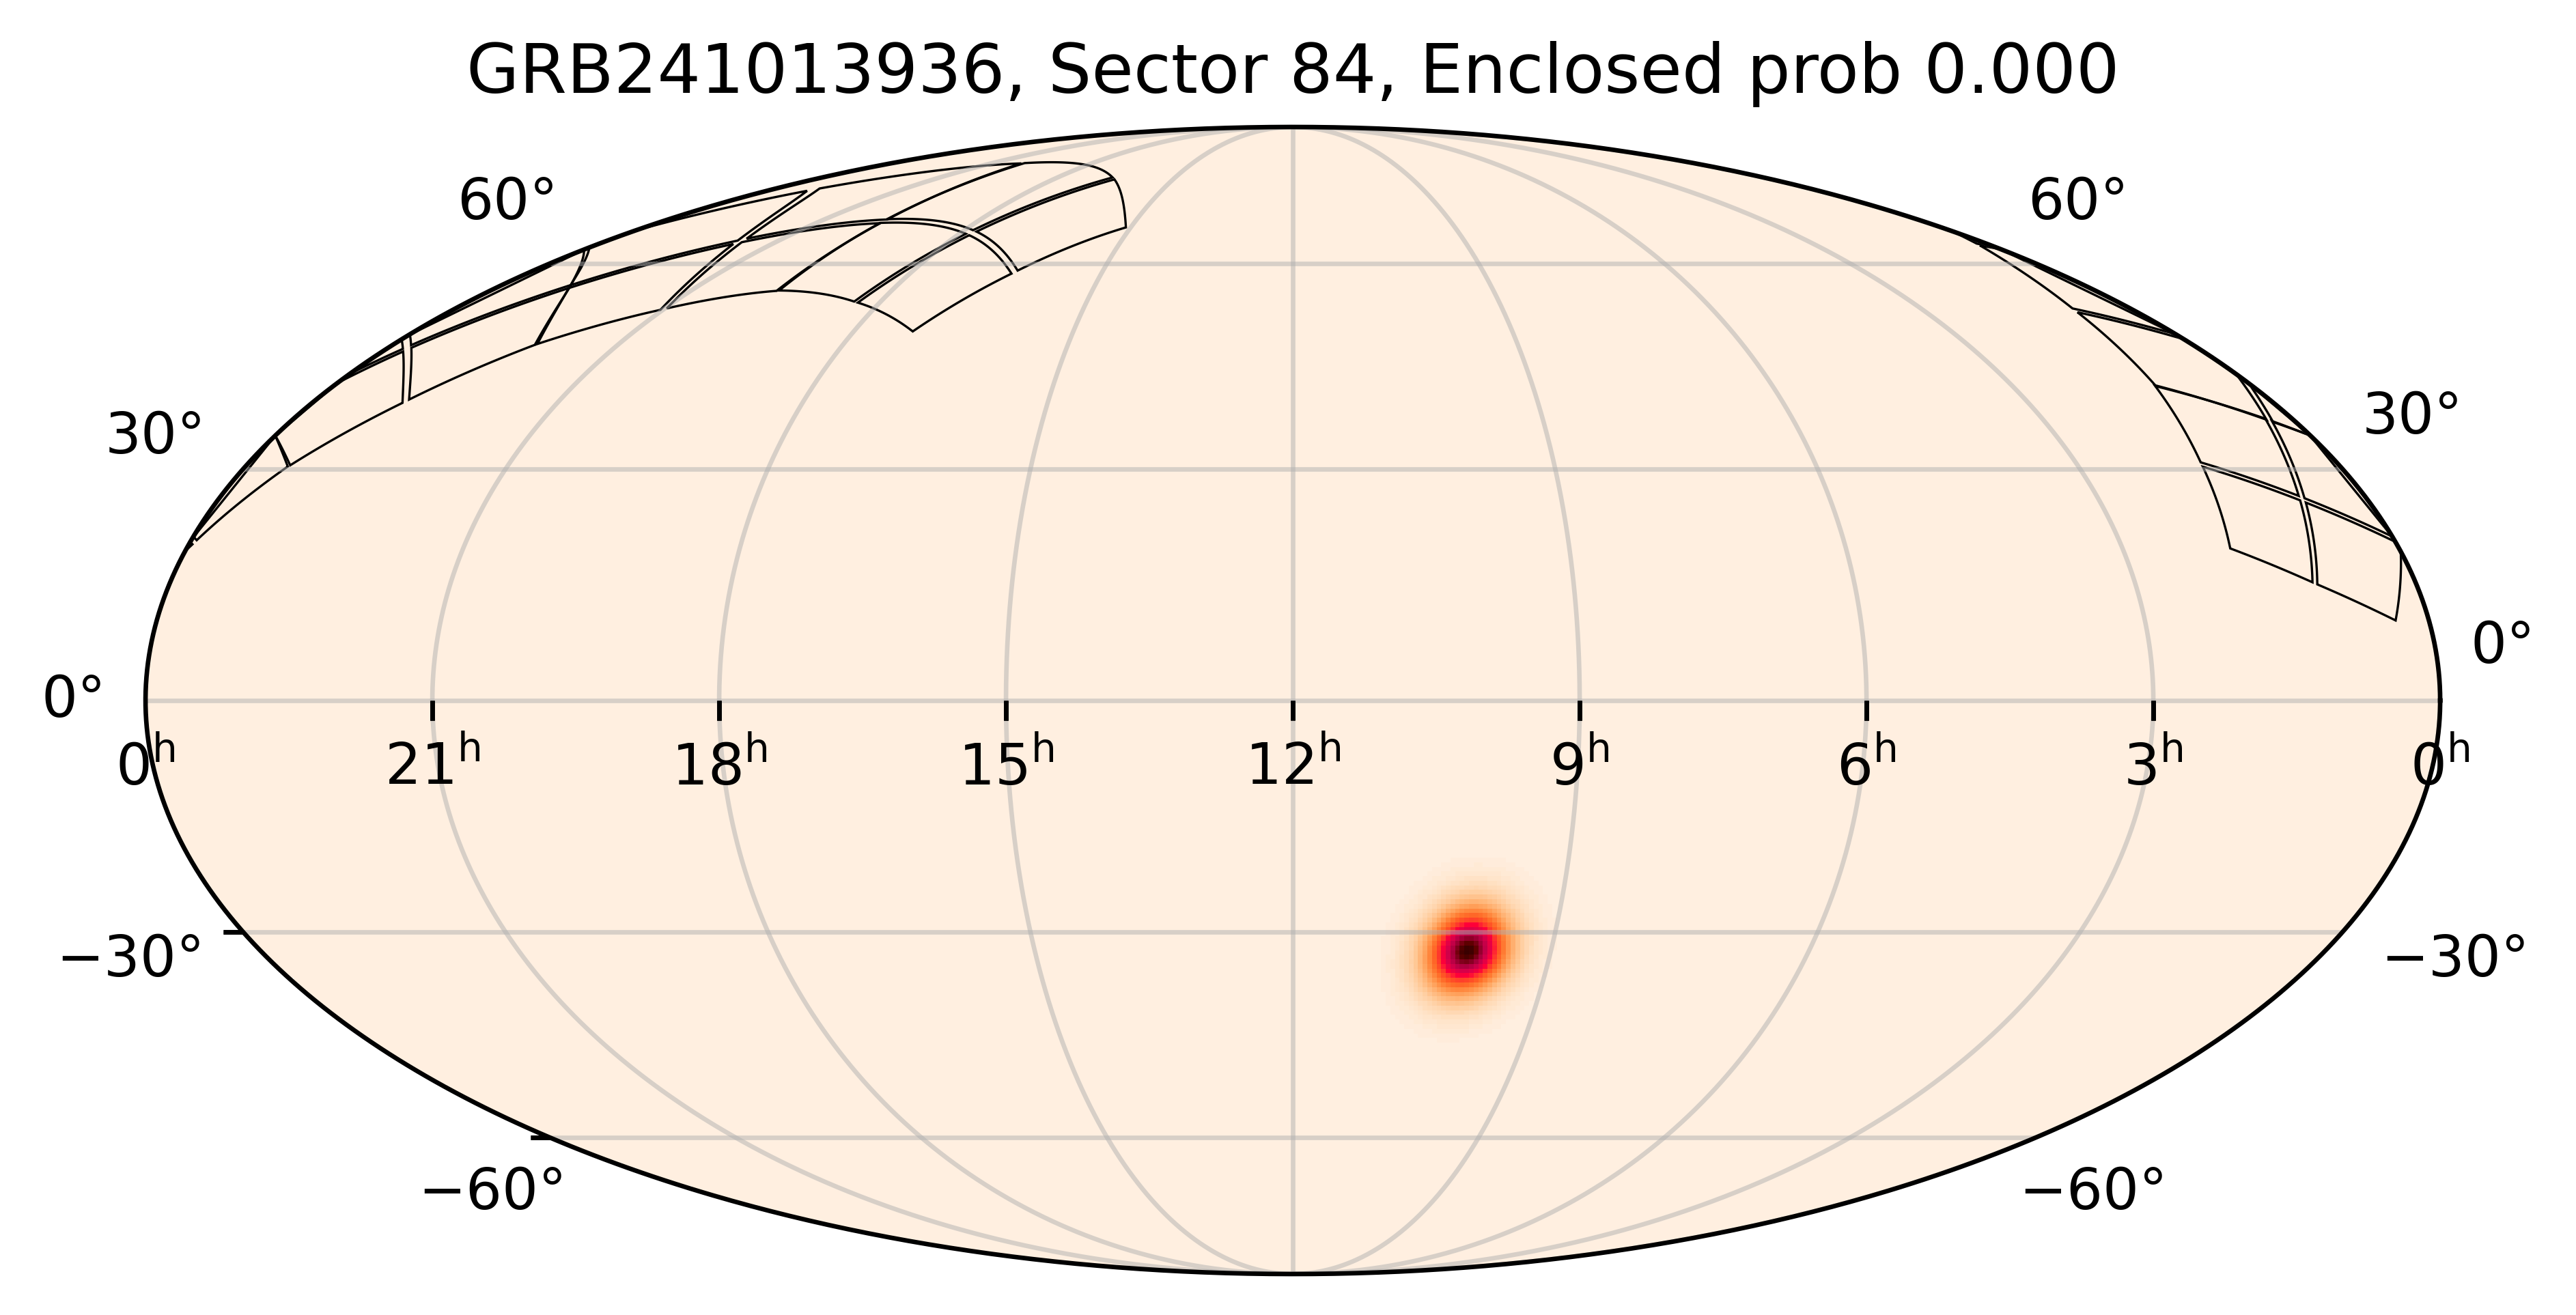 GRB241013936, Sector 84, Enclosed prob 0.000
60° 60°
30° 30°
0° 0°
0ʰ 21ʰ 18ʰ 15ʰ 12ʰ 9ʰ 6ʰ 3ʰ 0ʰ
−30° −30°
−60° −60°